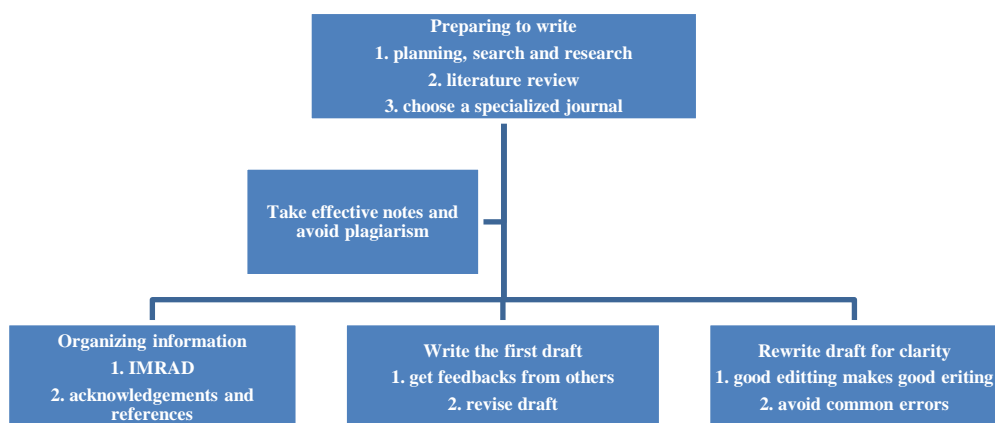 Preparing to write
1. planning, search and research
2. literature review
3. choose a specialized journal
Take effective notes and
avoid plagiarism
Organizing information
1. IMRAD
2. acknowledgements and
references
Write the first draft
1. get feedbacks from others
2. revise draft
Rewrite draft for clarity
1. good editting makes good eriting
2. avoid common errors